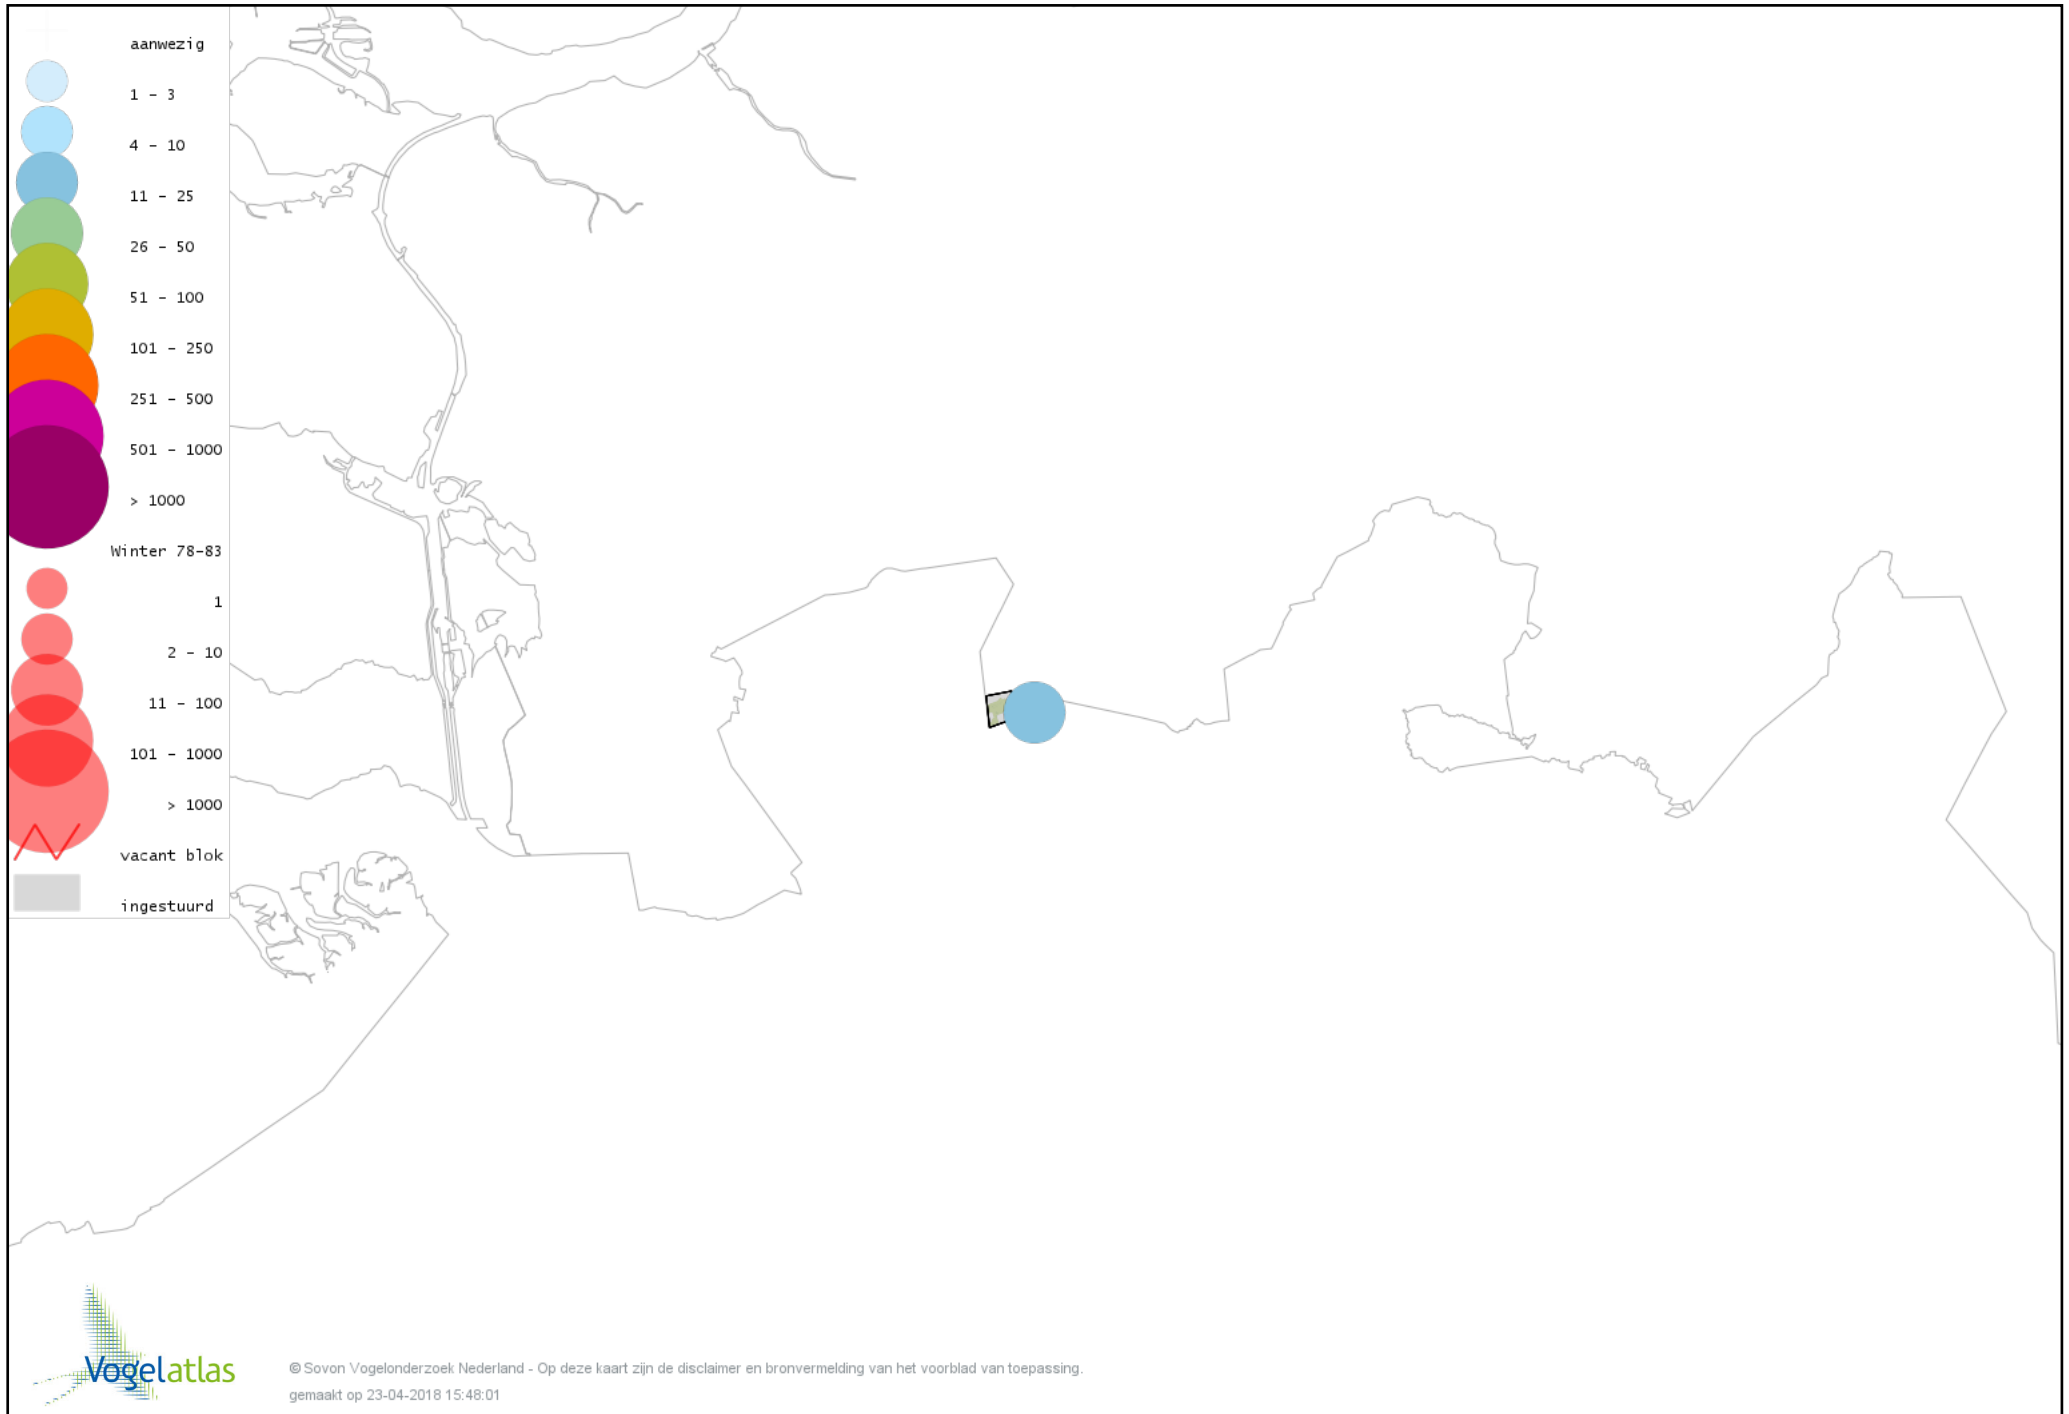 aanwezig
1 - 3
4 - 10
11 - 25
26 - 50
51 - 100
101 - 250
251 - 500
501 - 1000
> 1000
Winter 78-83
1
2 - 10
11 - 100
101 - 1000
> 1000
vacant blok
ingestuurd
Vogelatlas
© Sovon Vogelonderzoek Nederland - Op deze kaart zijn de disclaimer en bronvermelding van het voorblad van toepassing.
gemaakt op 23-04-2018 15:48:01